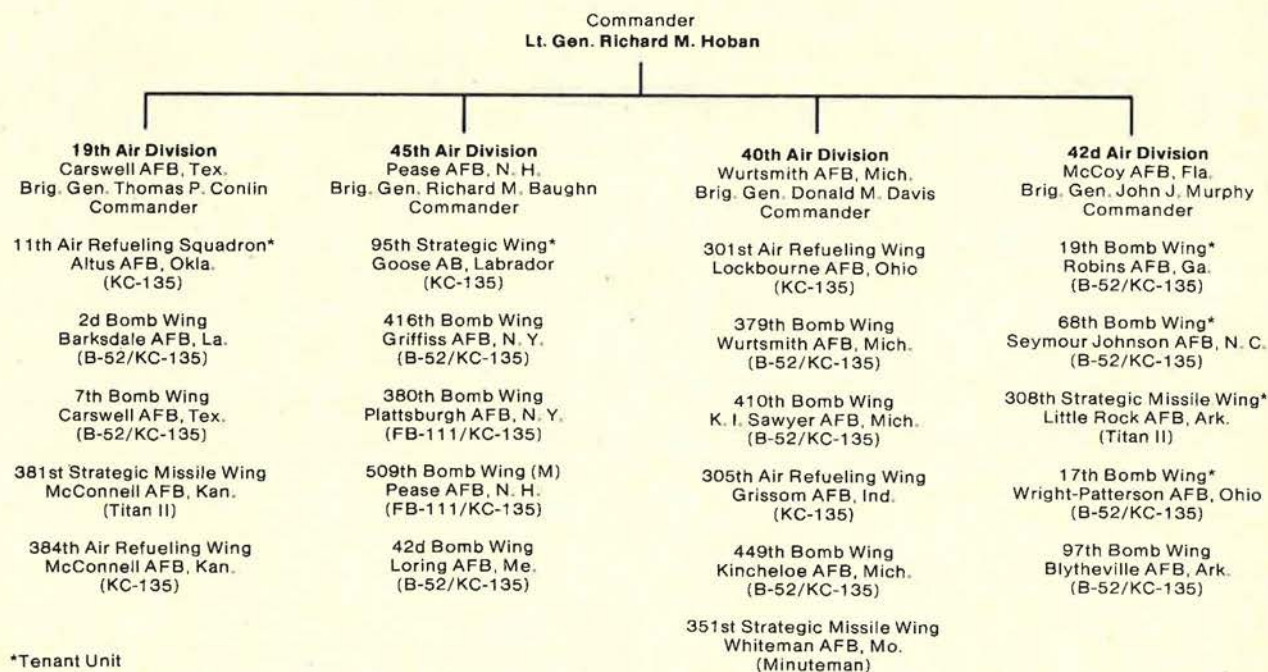 Commander
Lt. Gen. Richard M. Hoban
19th Air Division
Carswell AFB, Tex.
Brig. Gen. Thomas P. Conlin
Commander
11th Air Refueling Squadron*
Altus AFB, Okla.
(KC-135)
2d Bomb Wing
Barksdale AFB, La.
(B-52/KC-135)
7th Bomb Wing
Carswell AFB, Tex.
(B-52/KC-135)
381st Strategic Missile Wing
McConnell AFB, Kan.
(Titan II)
384th Air Refueling Wing
McConnell AFB, Kan.
(KC-135)
45th Air Division
Pease AFB, N. H.
Brig. Gen. Richard M. Baughn
Commander
95th Strategic Wing*
Goose AB, Labrador
(KC-135)
416th Bomb Wing
Griffiss AFB, N. Y.
(B-52/KC-135)
380th Bomb Wing
Plattsburgh AFB, N. Y.
(FB-111/KC-135)
509th Bomb Wing (M)
Pease AFB, N. H.
(FB-111/KC-135)
42d Bomb Wing
Loring AFB, Me.
(B-52/KC-135)
40th Air Division
Wurtsmith AFB, Mich.
Brig. Gen. Donald M. Davis
Commander
301st Air Refueling Wing
Lockbourne AFB, Ohio
(KC-135)
379th Bomb Wing
Wurtsmith AFB, Mich.
(B-52/KC-135)
410th Bomb Wing
K. I. Sawyer AFB, Mich.
(B-52/KC-135)
305th Air Refueling Wing
Grissom AFB, Ind.
(KC-135)
449th Bomb Wing
Kincheloe AFB, Mich.
(B-52/KC-135)
351st Strategic Missile Wing
Whiteman AFB, Mo.
(Minuteman)
42d Air Division
McCoy AFB, Fla.
Brig. Gen. John J. Murphy
Commander
19th Bomb Wing*
Robins AFB, Ga.
(B-52/KC-135)
68th Bomb Wing*
Seymour Johnson AFB, N. C.
(B-52/KC-135)
308th Strategic Missile Wing*
Little Rock AFB, Ark.
(Titan II)
17th Bomb Wing*
Wright-Patterson AFB, Ohio
(B-52/KC-135)
97th Bomb Wing
Blytheville AFB, Ark.
(B-52/KC-135)
*Tenant Unit